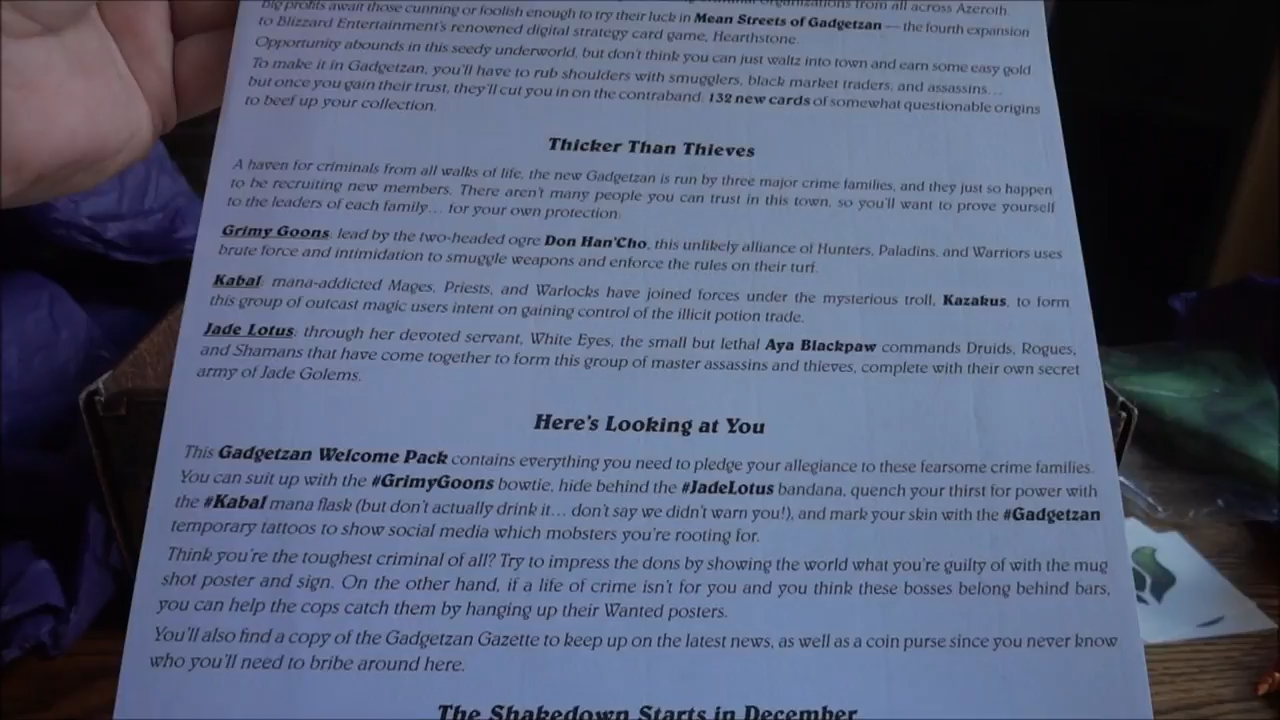 organizations from all across Azeroth.
Big profits await those cunning or foolish enough to try their luck in Mean Streets of Gadgetzan — the fourth expansion
to Blizzard Entertainment's renowned digital strategy card game, Hearthstone.
Opportunity abounds in this seedy underworld, but don't think you can just waltz into town and earn some easy gold.
To make it in Gadgetzan, you'll have to rub shoulders with smugglers, black market traders, and assassins...
but once you gain their trust, they'll cut you in on the contraband: 132 new cards of somewhat questionable origins
to beef up your collection.
Thicker Than Thieves
A haven for criminals from all walks of life, the new Gadgetzan is run by three major crime families, and they just so happen
to be recruiting new members. There aren't many people you can trust in this town, so you'll want to prove yourself
to the leaders of each family... for your own protection.
Grimy Goons: lead by the two-headed ogre Don Han'Cho, this unlikely alliance of Hunters, Paladins, and Warriors uses
brute force and intimidation to smuggle weapons and enforce the rules on their turf.
Kabal: mana-addicted Mages, Priests, and Warlocks have joined forces under the mysterious troll, Kazakus, to form
this group of outcast magic users intent on gaining control of the illicit potion trade.
Jade Lotus: through her devoted servant, White Eyes, the small but lethal Aya Blackpaw commands Druids, Rogues,
and Shamans that have come together to form this group of master assassins and thieves, complete with their own secret
army of Jade Golems.
Here's Looking at You
This Gadgetzan Welcome Pack contains everything you need to pledge your allegiance to these fearsome crime families.
You can suit up with the #GrimyGoons bowtie, hide behind the #JadeLotus bandana, quench your thirst for power with
the #Kabal mana flask (but don't actually drink it... don't say we didn't warn you!), and mark your skin with the #Gadgetzan
temporary tattoos to show social media which mobsters you're rooting for.
Think you're the toughest criminal of all? Try to impress the dons by showing the world what you're guilty of with the mug
shot poster and sign. On the other hand, if a life of crime isn't for you and you think these bosses belong behind bars,
you can help the cops catch them by hanging up their Wanted posters.
You'll also find a copy of the Gadgetzan Gazette to keep up on the latest news, as well as a coin purse since you never know
who you'll need to bribe around here.
The Shakedown Starts in December